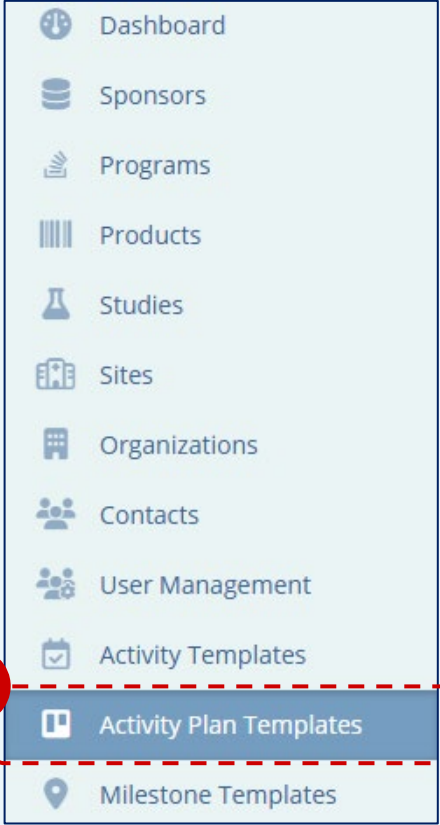 Dashboard
Sponsors
Programs
Products
Studies
Sites
Organizations
Contacts
User Management
Activity Templates
Activity Plan Templates
Milestone Templates